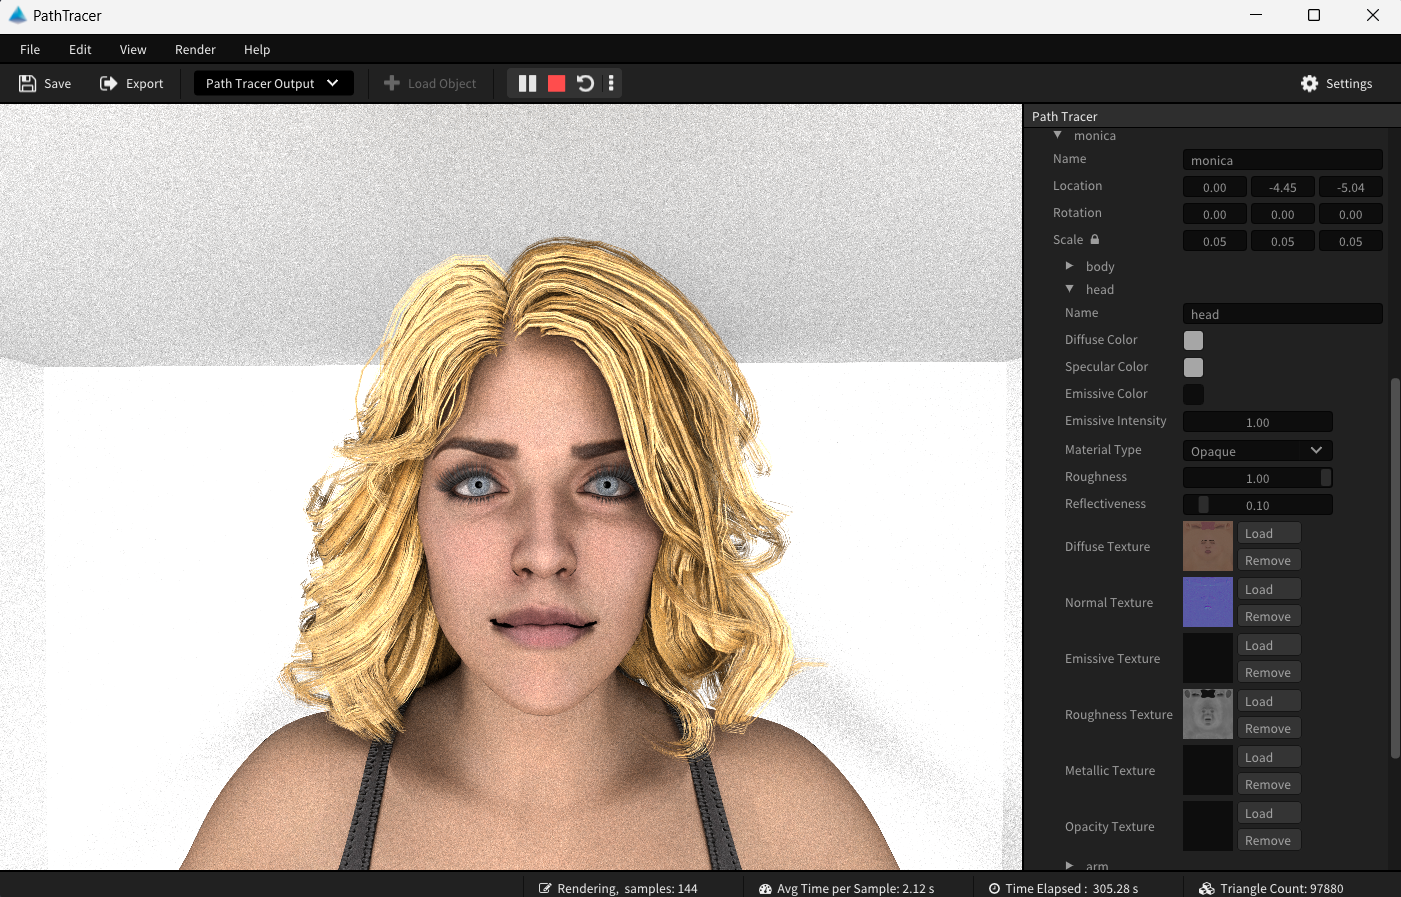 PathTracer
File Edit View Render Help
Save Export Path Tracer Output Load Object Settings
Path Tracer
monica
Name monica
Location 0.00 -4.45 -5.04
Rotation 0.00 0.00 0.00
Scale 0.05 0.05 0.05
body
head
Name head
Diffuse Color
Specular Color
Emissive Color
Emissive Intensity 1.00
Material Type Opaque
Roughness 1.00
Reflectiveness 0.10
Diffuse Texture Load
Remove
Normal Texture Load
Remove
Emissive Texture Load
Remove
Roughness Texture Load
Remove
Metallic Texture Load
Remove
Opacity Texture Load
Remove
arm
Rendering, samples: 144 Avg Time per Sample: 2.12 s Time Elapsed : 305.28 s Triangle Count: 97880